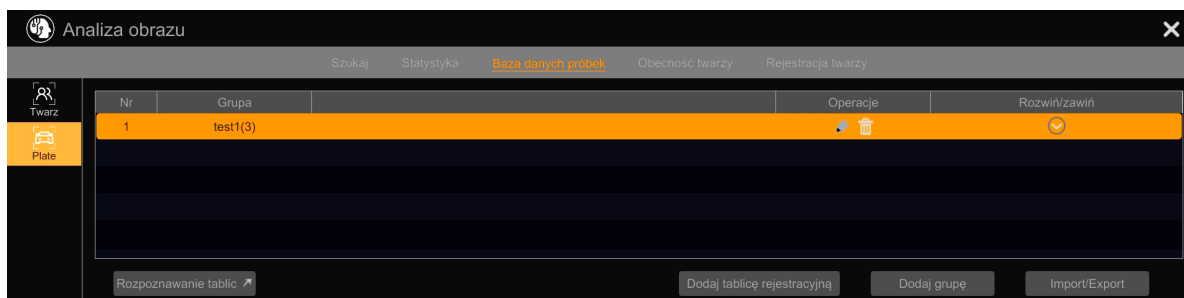 Analiza obrazu
Szukaj Statystyka Baza danych próbek Obecność twarzy Rejestracja twarzy
Twarz
Plate
Nr Grupa Operacje Rozwiń/zawiń
1 test1(3)
Rozpoznawanie tablic Dodaj tablicę rejestracyjną Dodaj grupę Import/Export